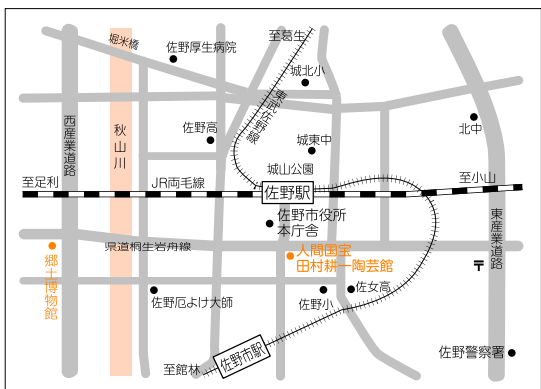 至葛生
堀米橋
佐野厚生病院
城北小
東武佐野線
西産業道路
秋山川
佐野高
城東中
北中
城山公園
至足利
JR両毛線
佐野駅
至小山
東産業道路
佐野市役所
本庁舎
県道桐生岩舟線
人間国宝
田村耕一陶芸館
郷土博物館
〒
佐野厄よけ大師
佐野小
佐女高
佐野市駅
至館林
佐野警察署